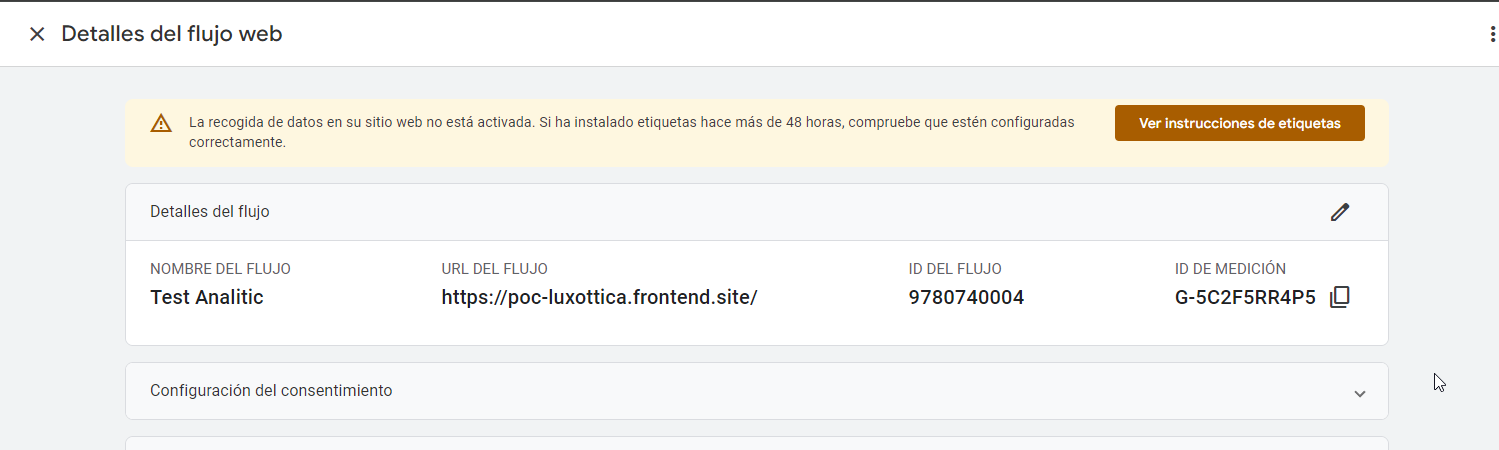 Detalles del flujo web
La recogida de datos en su sitio web no está activada. Si ha instalado etiquetas hace más de 48 horas, compruebe que estén configuradas
correctamente.
Ver instrucciones de etiquetas
Detalles del flujo
NOMBRE DEL FLUJO
Test Analitic
URL DEL FLUJO
https://poc-luxottica.frontend.site/
ID DEL FLUJO
9780740004
ID DE MEDICIÓN
G-5C2F5RR4P5
Configuración del consentimiento